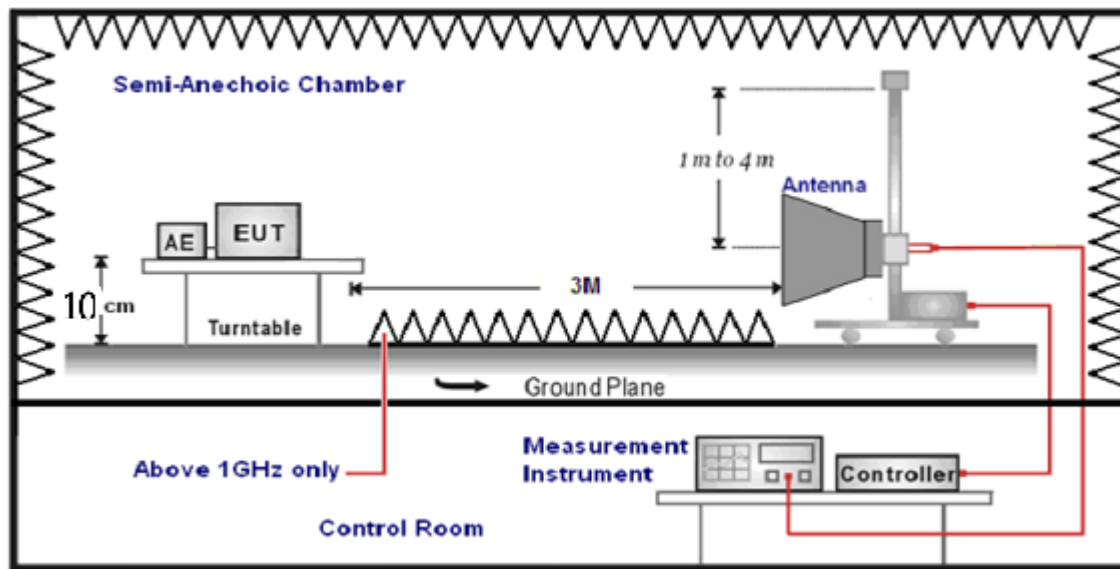 Semi-Anechoic Chamber
1 m to 4 m
Antenna
AE
EUT
3M
10 cm
Turntable
Ground Plane
Above 1GHz only
Measurement
Instrument
Controller
Control Room